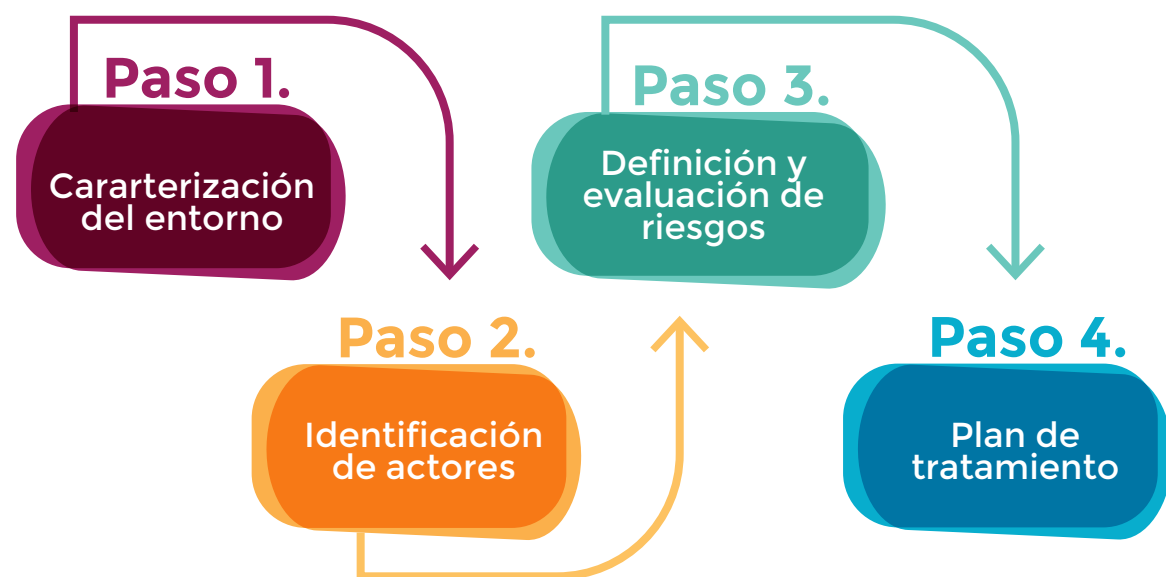 Paso 1.
Cararterización
del entorno
Paso 2.
Identificación
de actores
Paso 3.
Definición y
evaluación de
riesgos
Paso 4.
Plan de
tratamiento